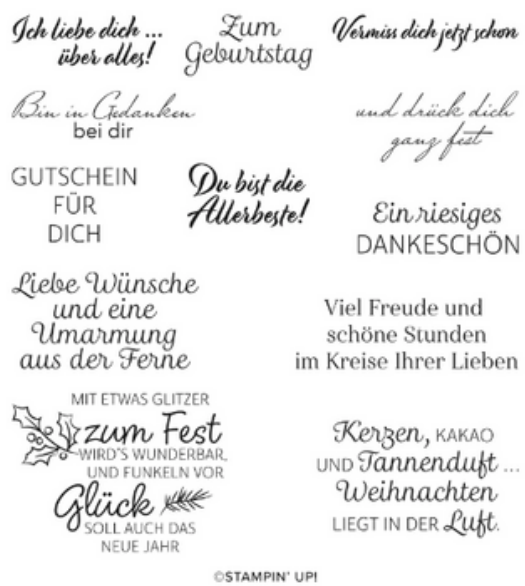 Ich liebe dich ...
über alles!
Zum
Geburtstag
Vermiss dich jetzt schon
Bin in Gedanken
bei dir
und drück dich
ganz fest
GUTSCHEIN
FÜR
DICH
Du bist die
Allerbeste!
Ein riesiges
DANKESCHÖN
Liebe Wünsche
und eine
Umarmung
aus der Ferne
Viel Freude und
schöne Stunden
im Kreise Ihrer Lieben
MIT ETWAS GLITZER
zum Fest
WIRD'S WUNDERBAR,
UND FUNKELN VOR
Glück
SOLL AUCH DAS
NEUE JAHR
Kerzen, KAKAO
UND Tannenduft ...
Weihnachten
LIEGT IN DER Luft.
©STAMPIN' UP!